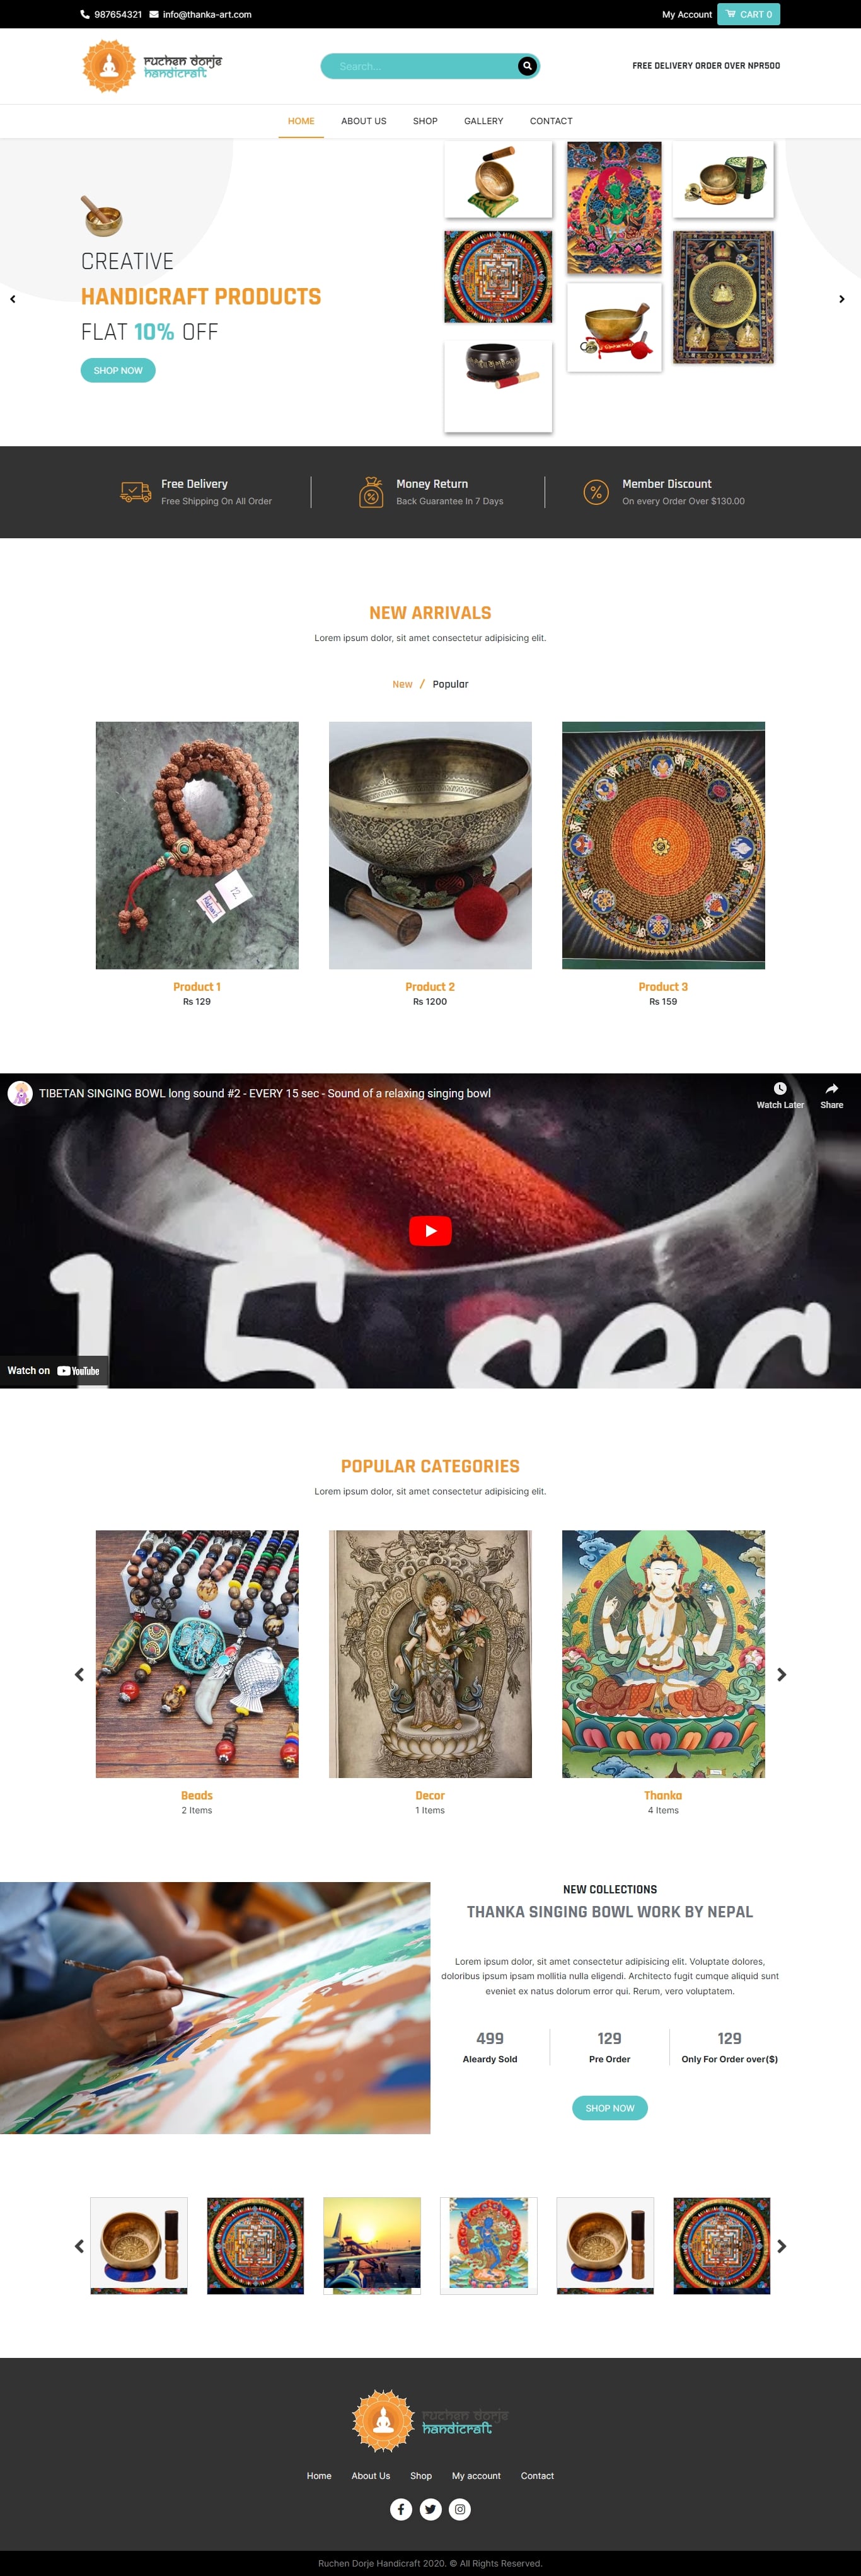 987654321 info@thanka-art.com
My Account CART 0
ruchen dorje
handicraft
Search...
FREE DELIVERY ORDER OVER NPR500
HOME ABOUT US SHOP GALLERY CONTACT
CREATIVE
HANDICRAFT PRODUCTS
FLAT 10% OFF
SHOP NOW
Free Delivery
Free Shipping On All Order
Money Return
Back Guarantee In 7 Days
Member Discount
On every Order Over $130.00
NEW ARRIVALS
Lorem ipsum dolor, sit amet consectetur adipisicing elit.
New / Popular
12
Product 1
Rs 129
Product 2
Rs 1200
Product 3
Rs 159
TIBETAN SINGING BOWL long sound #2 - EVERY 15 sec - Sound of a relaxing singing bowl
Watch Later Share
15 sec
Watch on YouTube
POPULAR CATEGORIES
Lorem ipsum dolor, sit amet consectetur adipisicing elit.
Beads
2 Items
Decor
1 Items
Thanka
4 Items
NEW COLLECTIONS
THANKA SINGING BOWL WORK BY NEPAL
Lorem ipsum dolor, sit amet consectetur adipisicing elit. Voluptate dolores,
doloribus ipsum ipsam mollitia nulla eligendi. Architecto fugit cumque aliquid sunt
eveniet ex natus dolorum error qui. Rerum, vero voluptatem.
499
Aleardy Sold
129
Pre Order
129
Only For Order over($)
SHOP NOW
ruchen dorje
handicraft
Home About Us Shop My account Contact
Ruchen Dorje Handicraft 2020. © All Rights Reserved.